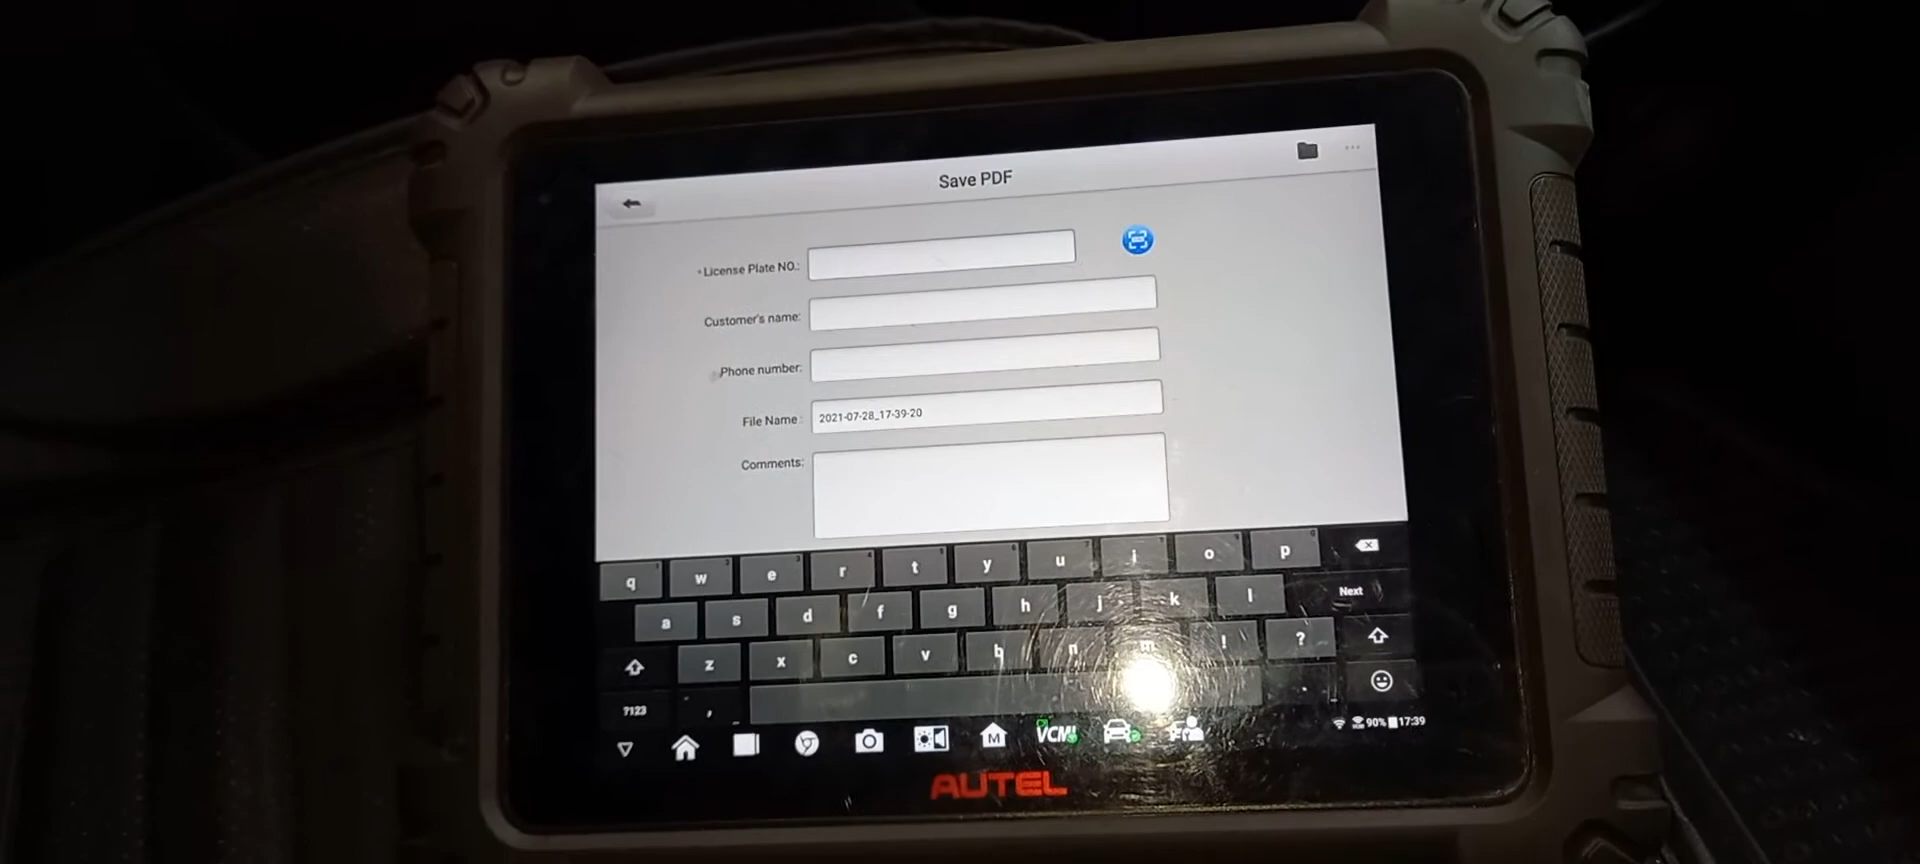 Save PDF
*License Plate NO.:
Customer's name:
Phone number:
File Name : 2021-07-28_17-39-20
Comments:
q w e r t y u i o p
a s d f g h j k l Next
z x c v b n m ! ?
?123 , .
M VCMI 90% 17:39
AUTEL